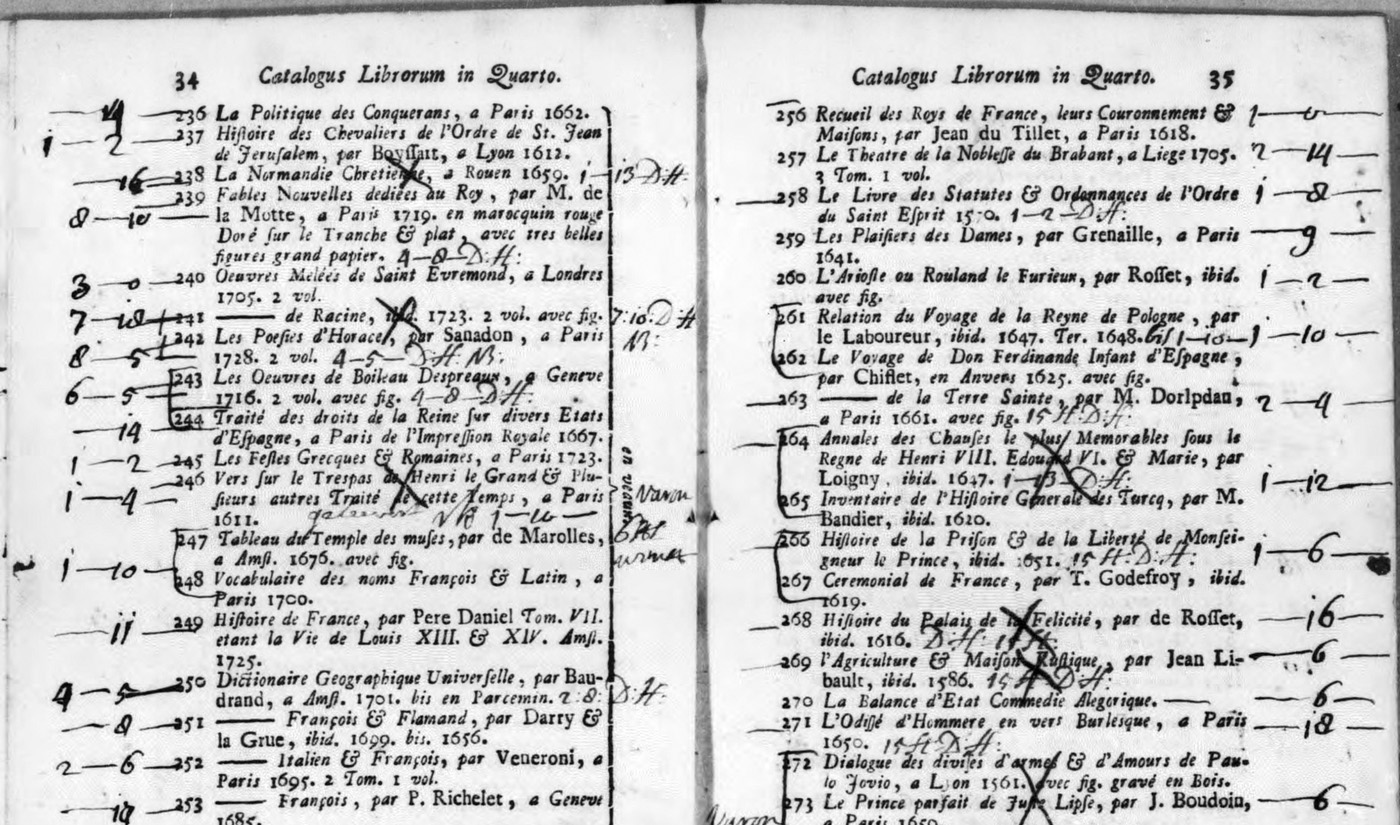 34 Catalogus Librorum in Quarto.
— 4 — 236 La Politique des Conquerans, a Paris 1662.
1 — 2 — 237 Histoire des Chevaliers de l'Ordre de St. Jean
de Jerusalem, par Boyssait, a Lyon 1612.
— 16 — 238 La Normandie Chretienne, a Rouen 1659. 1—13 D:H:
239 Fables Nouvelles dediées au Roy, par M. de
8 — 10 — la Motte, a Paris 1719. en marocquin rouge
Doré sur le Tranche & plat, avec tres belles
figures grand papier. 4—8—D:H:
3 — 0 — 240 Oeuvres Melées de Saint Evremond, a Londres
1705. 2 vol.
7 — 18 — 241 —— de Racine, ibid. 1723. 2 vol. avec fig. 7:10:D:H
242 Les Poesies d'Horace, par Sanadon, a Paris NB:
8 — 5 — 1728. 2 vol. 4—5—D:H: NB:
243 Les Oeuvres de Boileau Despreaux, a Geneve
6 — 5 — 1716. 2 vol. avec fig. 4—8—D:H:
244 Traité des droits de la Reine sur divers Etats
— 14 — d'Espagne, a Paris de l'Impression Royale 1667.
1 — 2 — 245 Les Festes Grecques & Romaines, a Paris 1723.
246 Vers sur le Trespas de Henri le Grand & Plu-
1 — 4 — sieurs autres Traité de cette Temps, a Paris
1611. 1—10—
247 Tableau du Temple des muses, par de Marolles,
a Amst. 1676. avec fig.
1 — 10 — 248 Vocabulaire des noms François & Latin, a
Paris 1700.
249 Histoire de France, par Pere Daniel Tom. VII.
— 11 — etant la Vie de Louis XIII. & XIV. Amst.
1725.
250 Dictionaire Geographique Universelle, par Bau-
4 — 5 — drand, a Amst. 1701. bis en Parcemin. 2:8: D:H:
— 8 — 251 —— François & Flamand, par Darry &
la Grue, ibid. 1699. bis. 1656.
2 — 6 — 252 —— Italien & François, par Veneroni, a
Paris 1695. 2 Tom. 1 vol.
253 —— François, par P. Richelet, a Geneve
1685.
en veaux
Catalogus Librorum in Quarto. 35
256 Recueil des Roys de France, leurs Couronnement & 1 — 0 —
Maisons, par Jean du Tillet, a Paris 1618.
257 Le Theatre de la Noblesse du Brabant, a Liege 1705. 2 — 14 —
3 Tom. 1 vol.
258 Le Livre des Statutes & Ordonnances de l'Ordre 1 — 8 —
du Saint Esprit 1570. 1—2—D:H:
259 Les Plaisiers des Dames, par Grenaille, a Paris — 9 —
1641.
260 L'Arioste ou Rouland le Furieux, par Rosset, ibid. 1 — 2 —
avec fig.
261 Relation du Voyage de la Reyne de Pologne, par
le Laboureur, ibid. 1647. Ter. 1648. bis 1—10— 1 — 10 —
262 Le Voyage de Don Ferdinande Infant d'Espagne,
par Chiflet, en Anvers 1625. avec fig.
263 —— de la Terre Sainte, par M. Dorlpdan, 2 — 4 —
a Paris 1661. avec fig. 15 St: D:H:
264 Annales des Chauses le plus Memorables sous le
Regne de Henri VIII. Edouard VI. & Marie, par
Loigny, ibid. 1647. 1—13—D:H: 1 — 12 —
265 Inventaire de l'Histoire Generale des Turcq, par M.
Bandier, ibid. 1620.
266 Histoire de la Prison & de la Liberté de Monsei-
gneur le Prince, ibid. 1651. 15 St: D:H: 1 — 6 —
267 Ceremonial de France, par T. Godefroy, ibid.
1619.
268 Histoire du Palais de la Felicité, par de Rosset, — 16 —
ibid. 1616. D:H:
269 l'Agriculture & Maison Rustique, par Jean Li- — 6 —
bault, ibid. 1586. 15 St D:H:
270 La Balance d'Etat Commedie Alegorique. — 6 —
271 L'Odissé d'Hommere en vers Burlesque, a Paris — 18 —
1650. 15 St: D:H:
272 Dialogue des divises d'armes & d'Amours de Pau-
lo Jovio, a Lyon 1561. avec fig. gravé en Bois.
273 Le Prince parfait de Juste Lipse, par J. Boudoin, — 6 —
a Paris 1650.